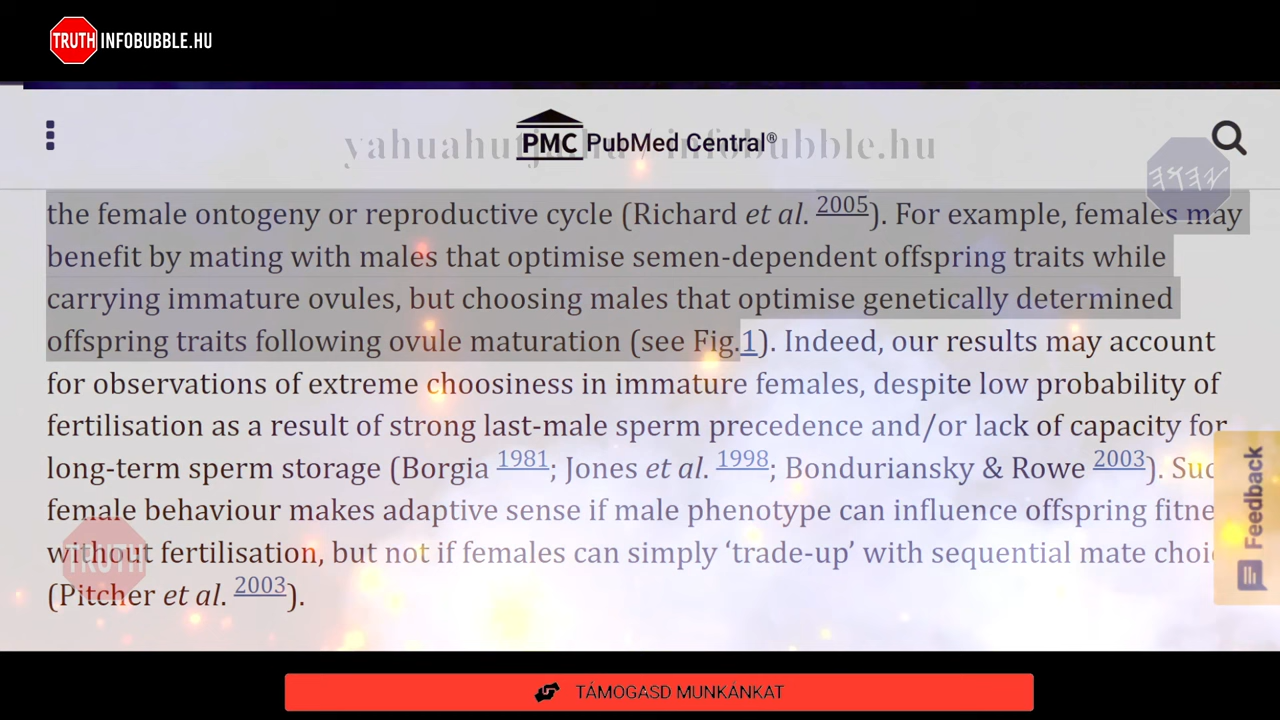 TRUTH INFOBUBBLE.HU
PMC PubMed Central®
the female ontogeny or reproductive cycle (Richard et al. 2005). For example, females may
benefit by mating with males that optimise semen-dependent offspring traits while
carrying immature ovules, but choosing males that optimise genetically determined
offspring traits following ovule maturation (see Fig.1). Indeed, our results may account
for observations of extreme choosiness in immature females, despite low probability of
fertilisation as a result of strong last-male sperm precedence and/or lack of capacity for
long-term sperm storage (Borgia 1981; Jones et al. 1998; Bonduriansky & Rowe 2003). Suc
female behaviour makes adaptive sense if male phenotype can influence offspring fitne
without fertilisation, but not if females can simply ‘trade-up’ with sequential mate choi
(Pitcher et al. 2003).
Feedback
TRUTH
TÁMOGASD MUNKÁNKAT